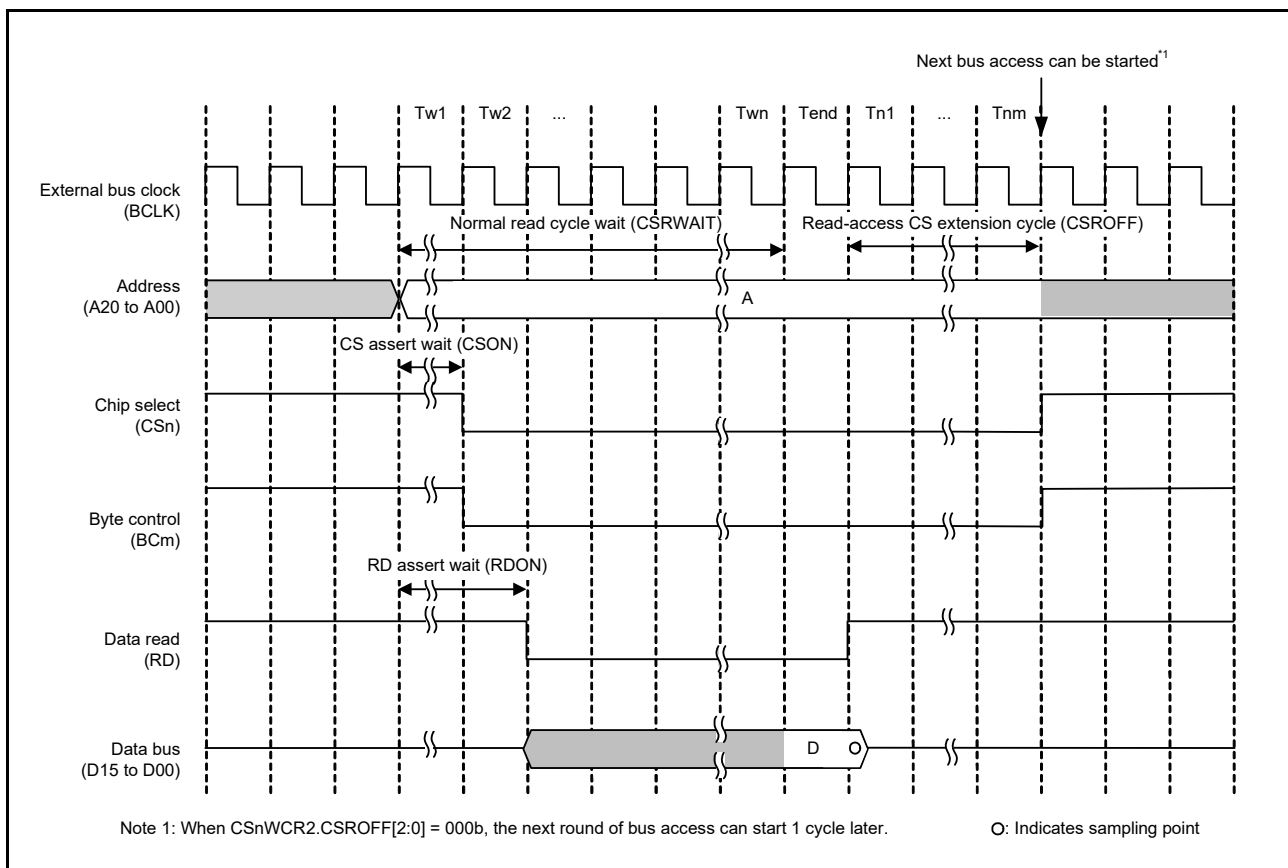 Next bus access can be started*1
Tw1 Tw2 ... Twn Tend Tn1 ... Tnm
External bus clock
(BCLK)
Normal read cycle wait (CSRWAIT)
Read-access CS extension cycle (CSROFF)
Address
(A20 to A00)
A
CS assert wait (CSON)
Chip select
(CSn)
Byte control
(BCm)
RD assert wait (RDON)
Data read
(RD)
Data bus
(D15 to D00)
D O
Note 1: When CSnWCR2.CSROFF[2:0] = 000b, the next round of bus access can start 1 cycle later.
O: Indicates sampling point